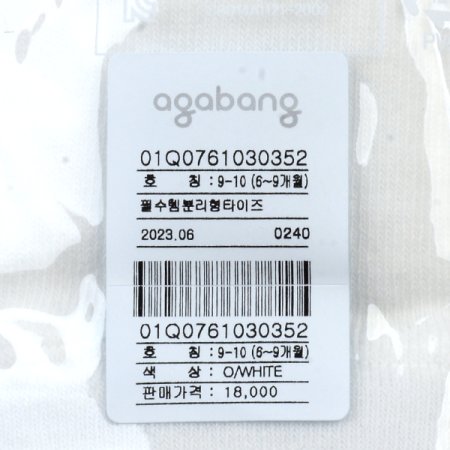 agabang
01Q0761030352
호 칭 : 9-10 (6~9개월)
필수템분리형타이즈
2023.06 0240
01Q0761030352
호 칭 : 9-10 (6~9개월)
색 상 : O/WHITE
판매가격 : 18,000